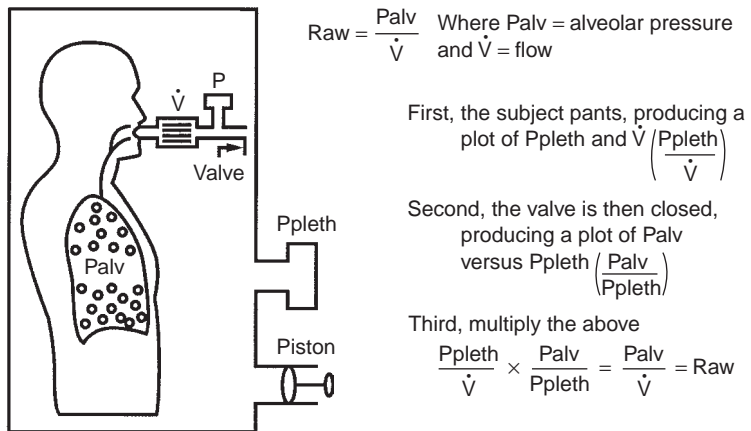 P
V̇
Valve
Palv
Ppleth
Piston
Raw = Palv / V̇ Where Palv = alveolar pressure
and V̇ = flow
First, the subject pants, producing a
plot of Ppleth and V̇ (Ppleth / V̇)
Second, the valve is then closed,
producing a plot of Palv
versus Ppleth (Palv / Ppleth)
Third, multiply the above
Ppleth / V̇ × Palv / Ppleth = Palv / V̇ = Raw